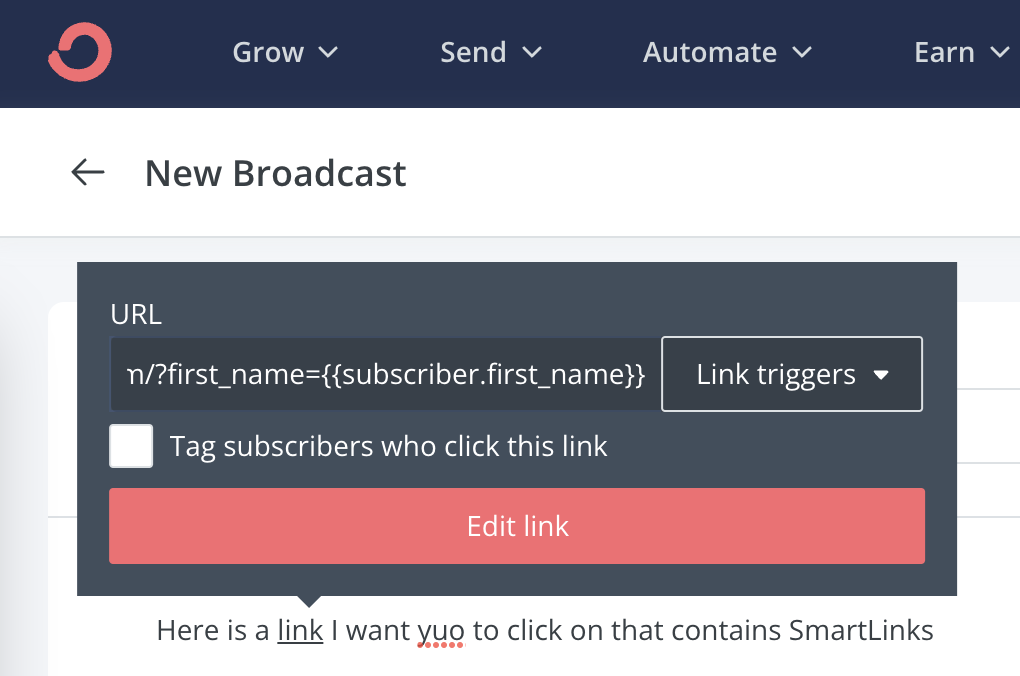 Grow Send Automate Earn
New Broadcast
URL
m/?first_name={{subscriber.first_name}} Link triggers
Tag subscribers who click this link
Edit link
Here is a link I want yuo to click on that contains SmartLinks